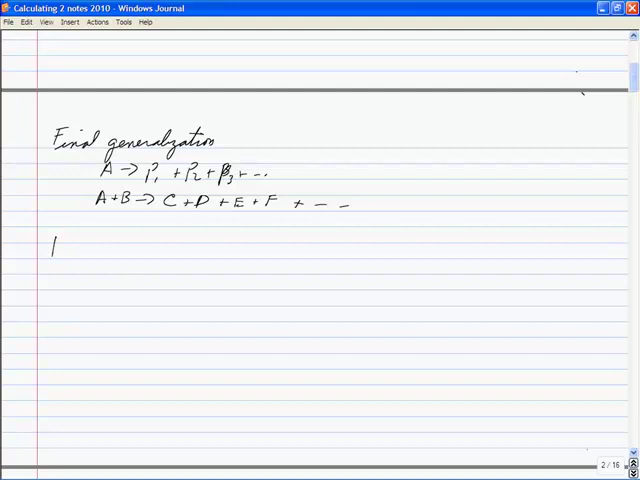 Calculating 2 notes 2010 - Windows Journal
File Edit View Insert Actions Tools Help
Final generalization
A → P₁ + P₂ + P₃ + ...
A + B → C + D + E + F + - -
2 / 16